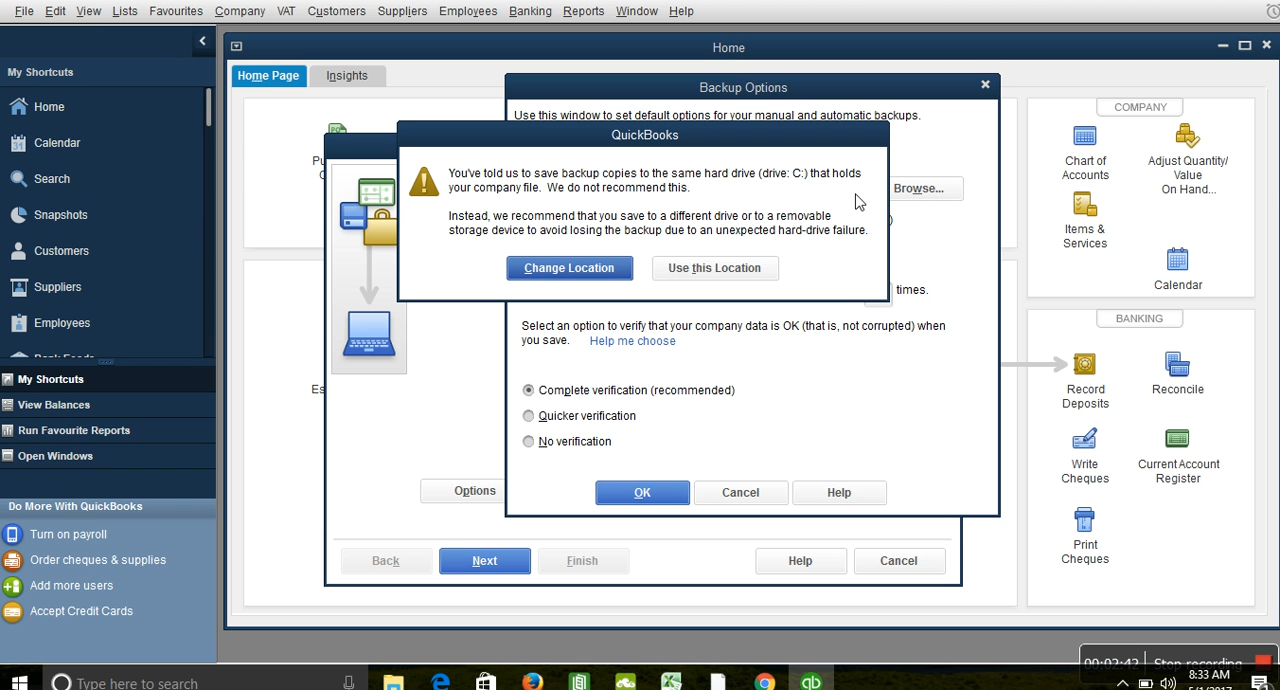 File Edit View Lists Favourites Company VAT Customers Suppliers Employees Banking Reports Window Help
My Shortcuts
Home
Calendar
Search
Snapshots
Customers
Suppliers
Employees
Bank Feeds
My Shortcuts
View Balances
Run Favourite Reports
Open Windows
Do More With QuickBooks
Turn on payroll
Order cheques & supplies
Add more users
Accept Credit Cards
Home
Home Page Insights
Backup Options
Use this window to set default options for your manual and automatic backups.
QuickBooks
You've told us to save backup copies to the same hard drive (drive: C:) that holds
your company file. We do not recommend this.
Instead, we recommend that you save to a different drive or to a removable
storage device to avoid losing the backup due to an unexpected hard-drive failure.
Change Location Use this Location
Browse...
times.
Select an option to verify that your company data is OK (that is, not corrupted) when
you save. Help me choose
Complete verification (recommended)
Quicker verification
No verification
Options
OK Cancel Help
Back Next Finish Help Cancel
COMPANY
Chart of
Accounts
Adjust Quantity/
Value
On Hand...
Items &
Services
Calendar
BANKING
Record
Deposits
Reconcile
Write
Cheques
Current Account
Register
Print
Cheques
00:02:42 Stop recording
Type here to search
8:33 AM
5/1/2017